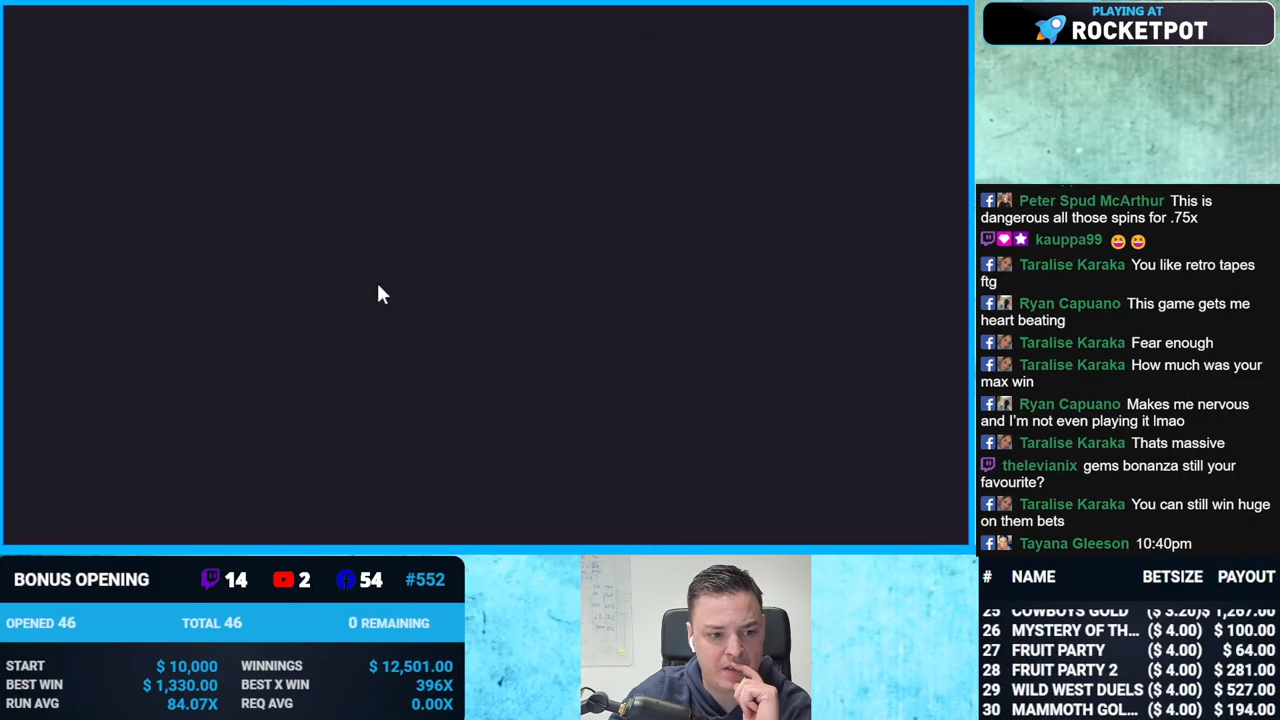 PLAYING AT
ROCKETPOT
Peter Spud McArthur This is
dangerous all those spins for .75x
kauppa99
Taralise Karaka You like retro tapes
ftg
Ryan Capuano This game gets me
heart beating
Taralise Karaka Fear enough
Taralise Karaka How much was your
max win
Ryan Capuano Makes me nervous
and I'm not even playing it lmao
Taralise Karaka Thats massive
thelevianix gems bonanza still your
favourite?
Taralise Karaka You can still win huge
on them bets
Tayana Gleeson 10:40pm
BONUS OPENING 14 2 54 #552
OPENED 46 TOTAL 46 0 REMAINING
START $ 10,000 WINNINGS $ 12,501.00
BEST WIN $ 1,330.00 BEST X WIN 396X
RUN AVG 84.07X REQ AVG 0.00X
# NAME BETSIZE PAYOUT
25 COWBOYS GOLD ($ 3.20) $ 1,267.00
26 MYSTERY OF TH... ($ 4.00) $ 100.00
27 FRUIT PARTY ($ 4.00) $ 64.00
28 FRUIT PARTY 2 ($ 4.00) $ 281.00
29 WILD WEST DUELS ($ 4.00) $ 527.00
30 MAMMOTH GOL... ($ 4.00) $ 194.00